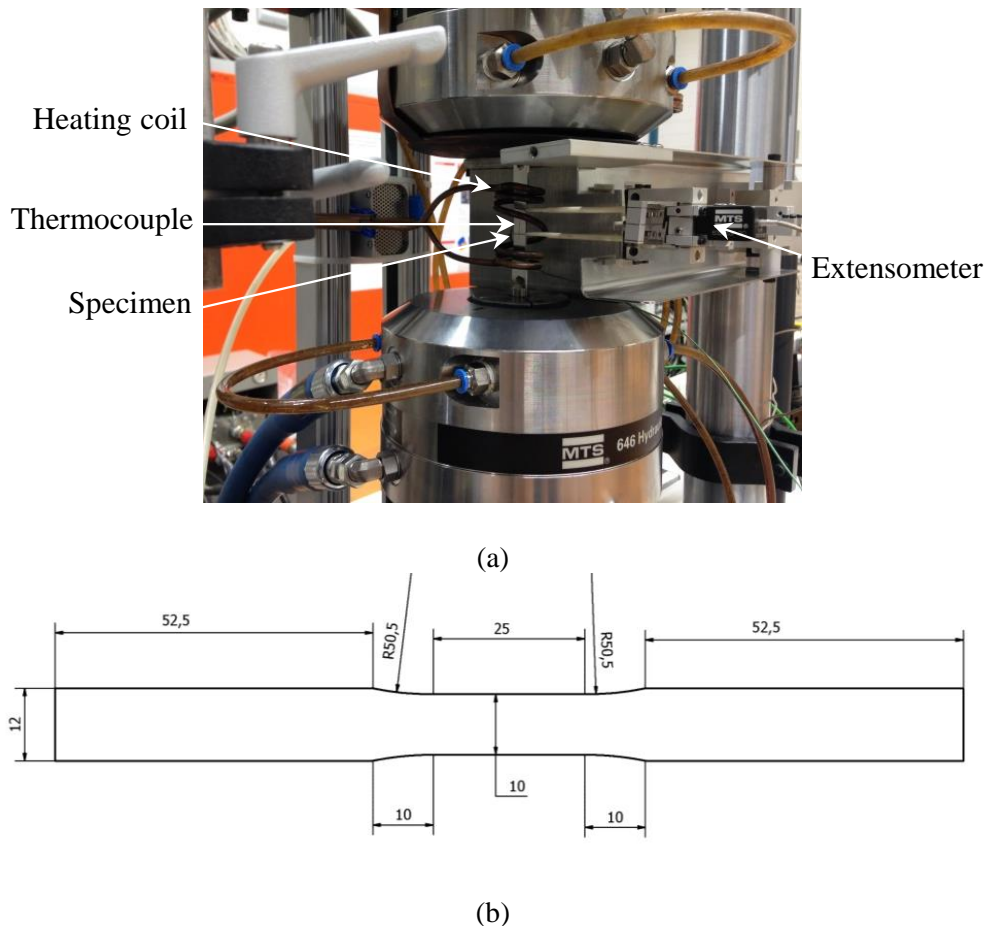 Heating coil
Thermocouple
Specimen
MTS
Extensometer
MTS
646 Hydrau
(a)
52,5
R50,5
25
R50,5
52,5
12
10
10
10
(b)